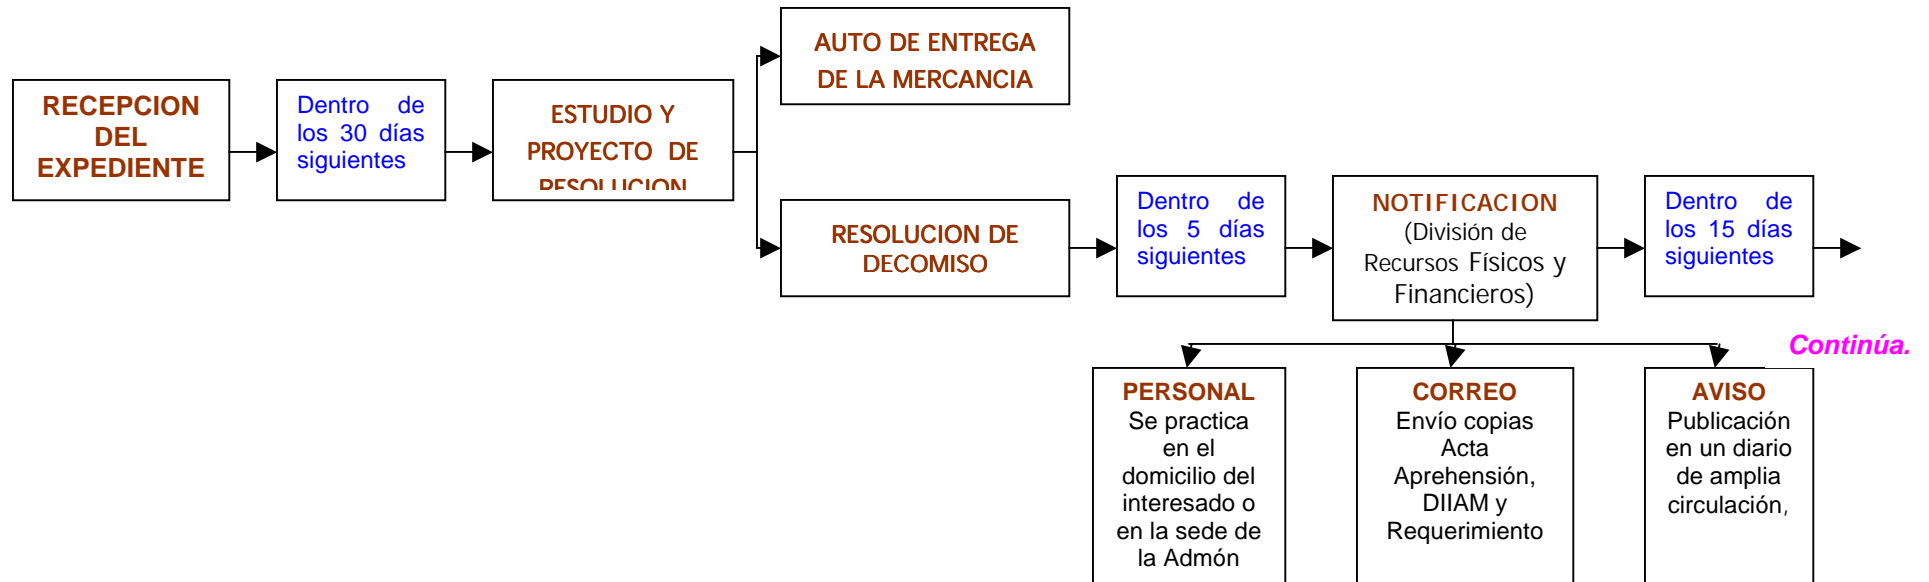 RECEPCION
DEL
EXPEDIENTE
Dentro de
los 30 días
siguientes
ESTUDIO Y
PROYECTO DE
RESOLUCION
AUTO DE ENTREGA
DE LA MERCANCIA
RESOLUCION DE
DECOMISO
Dentro de
los 5 días
siguientes
NOTIFICACION
(División de
Recursos Físicos y
Financieros)
Dentro de
los 15 días
siguientes
Continúa.
PERSONAL
Se practica
en el
domicilio del
interesado o
en la sede de
la Admón
CORREO
Envío copias
Acta
Aprehensión,
DIIAM y
Requerimiento
AVISO
Publicación
en un diario
de amplia
circulación,